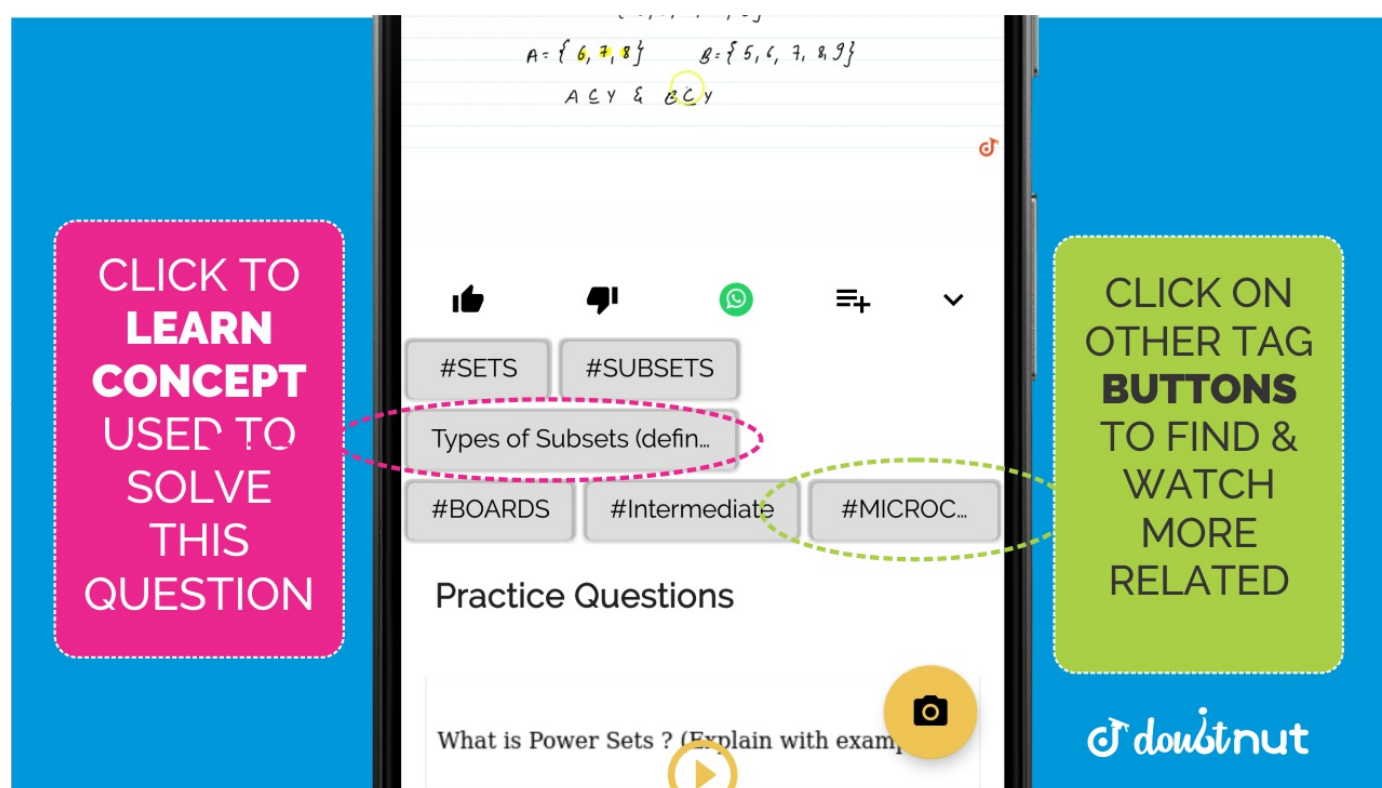 A = { 6, 7, 8 } B = { 5, 6, 7, 8, 9 }
A ⊆ Y & B ⊆ Y
CLICK TO
LEARN
CONCEPT
USED TO
SOLVE
THIS
QUESTION
#SETS #SUBSETS
Types of Subsets (defin...
#BOARDS #Intermediate #MICROC...
Practice Questions
What is Power Sets ? (Explain with exam
CLICK ON
OTHER TAG
BUTTONS
TO FIND &
WATCH
MORE
RELATED
doubtnut